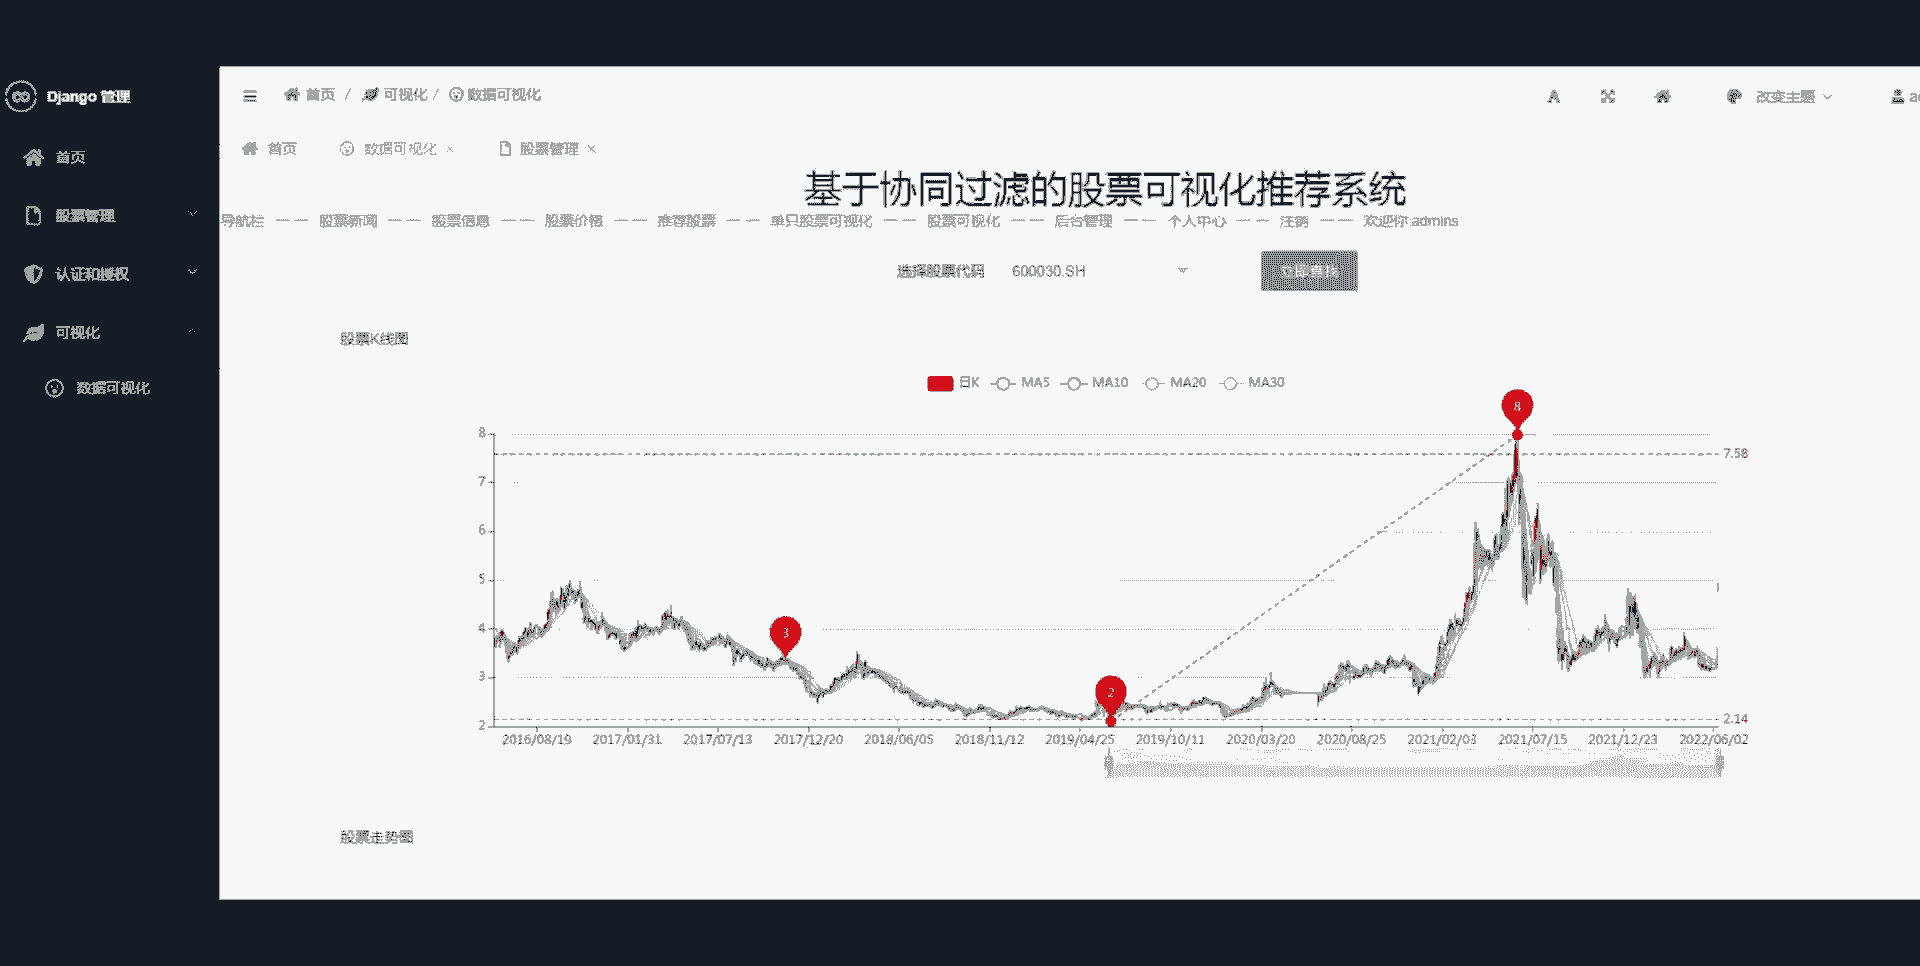 Django 管理
首页
股票管理
认证和授权
可视化
数据可视化
首页 / 可视化 / 数据可视化
A
改变主题
首页 数据可视化 × 股票管理 ×
基于协同过滤的股票可视化推荐系统
导航栏 — — 股票新闻 — — 股票信息 — — 股票价格 — — 推荐股票 — — 单只股票可视化 — — 股票可视化 — — 后台管理 — — 个人中心 — — 注销 — — 欢迎你:admins
选择股票代码 600030.SH 立即查找
股票K线图
日K MA5 MA10 MA20 MA30
8
8
7.58
7
6
5
4
3
3
2
2
2.14
2016/08/19 2017/01/31 2017/07/13 2017/12/20 2018/06/05 2018/11/12 2019/04/25 2019/10/11 2020/03/20 2020/08/25 2021/02/03 2021/07/15 2021/12/23 2022/06/02
股票走势图